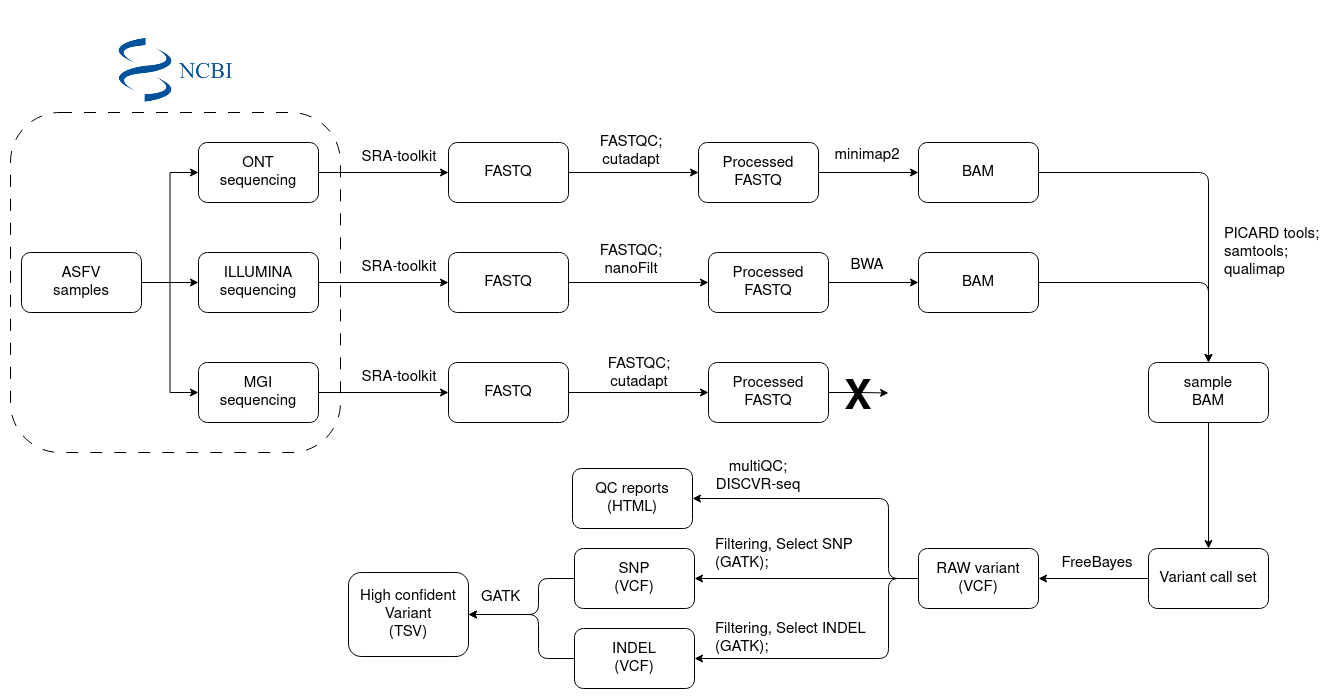 NCBI
ONT
sequencing
SRA-toolkit
FASTQ
FASTQC;
cutadapt
Processed
FASTQ
minimap2
BAM
ASFV
samples
ILLUMINA
sequencing
SRA-toolkit
FASTQ
FASTQC;
nanoFilt
Processed
FASTQ
BWA
BAM
PICARD tools;
samtools;
qualimap
MGI
sequencing
SRA-toolkit
FASTQ
FASTQC;
cutadapt
Processed
FASTQ
X
sample
BAM
QC reports
(HTML)
multiQC;
DISCVR-seq
SNP
(VCF)
Filtering, Select SNP
(GATK);
RAW variant
(VCF)
FreeBayes
Variant call set
High confident
Variant
(TSV)
GATK
INDEL
(VCF)
Filtering, Select INDEL
(GATK);